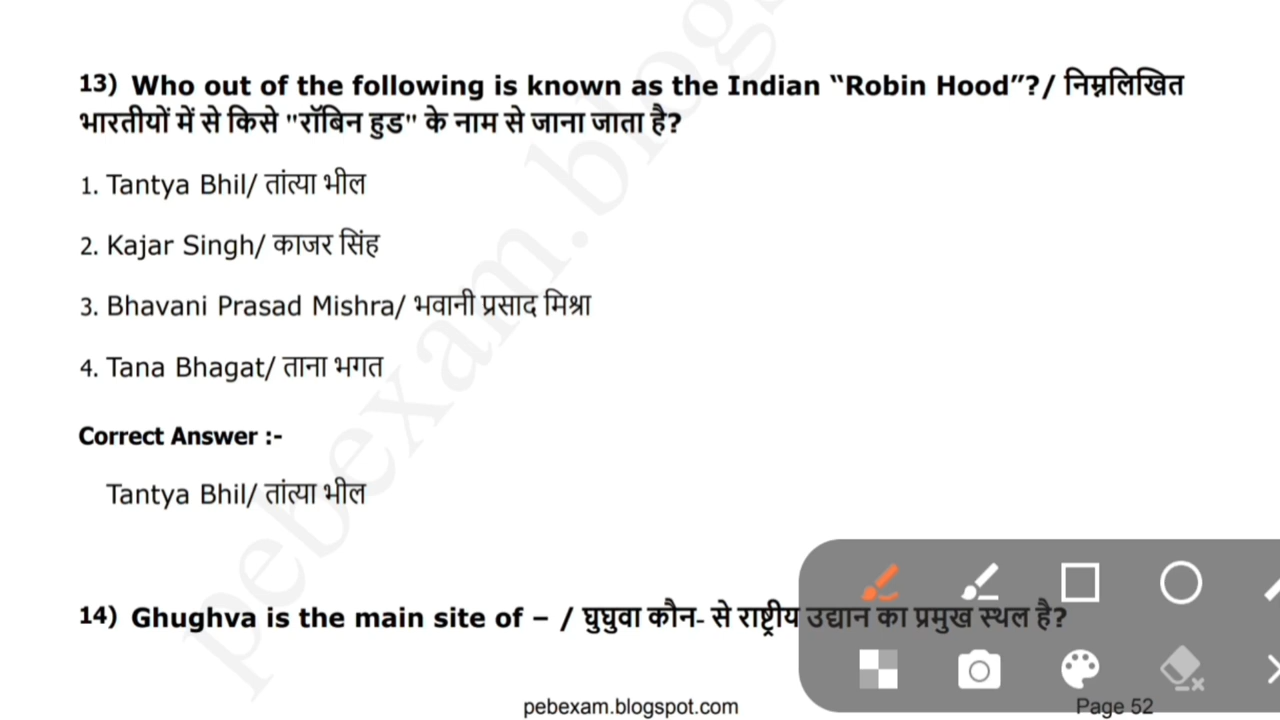 13) Who out of the following is known as the Indian “Robin Hood”?/ निम्नलिखित
भारतीयों में से किसे "रॉबिन हुड" के नाम से जाना जाता है?
1. Tantya Bhil/ तांत्या भील
2. Kajar Singh/ काजर सिंह
3. Bhavani Prasad Mishra/ भवानी प्रसाद मिश्रा
4. Tana Bhagat/ ताना भगत
Correct Answer :-
Tantya Bhil/ तांत्या भील
14) Ghughva is the main site of – / घुघुवा कौन- से राष्ट्रीय उद्यान का प्रमुख स्थल है?
pebexam.blogspot.com
Page 52
pebexam.blogs